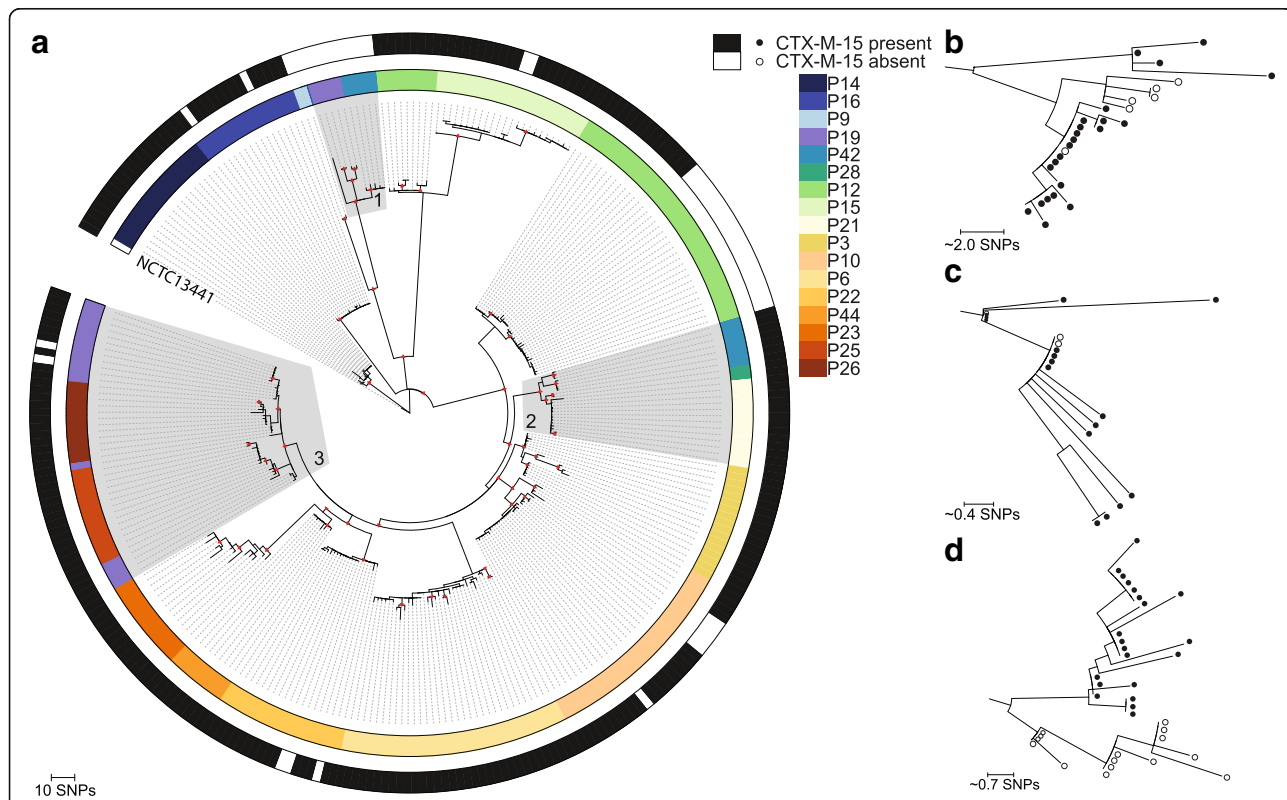 a
CTX-M-15 present
CTX-M-15 absent
P14
P16
P9
P19
P42
P28
P12
P15
P21
P3
P10
P6
P22
P44
P23
P25
P26
NCTC13441
1
2
3
10 SNPs
b
~2.0 SNPs
c
~0.4 SNPs
d
~0.7 SNPs